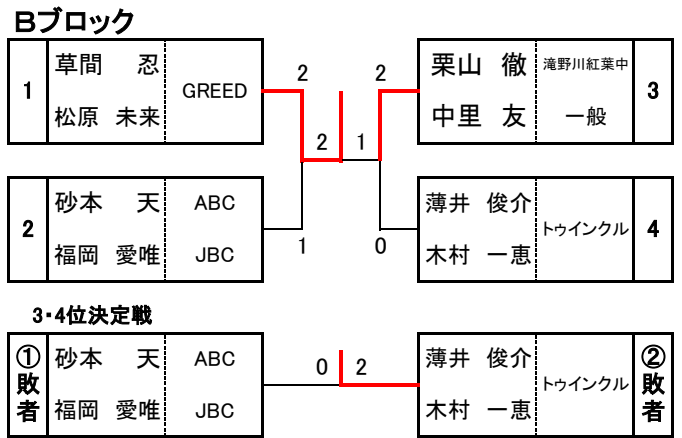 Bブロック
1
草間 忍
松原 未来
GREED
2
2
栗山 徹
中里 友
滝野川紅葉中
一般
3
2
1
2
砂本 天
福岡 愛唯
ABC
JBC
1
0
薄井 俊介
木村 一恵
トゥインクル
4
3・4位決定戦
①敗者
砂本 天
福岡 愛唯
ABC
JBC
0
2
薄井 俊介
木村 一恵
トゥインクル
②敗者